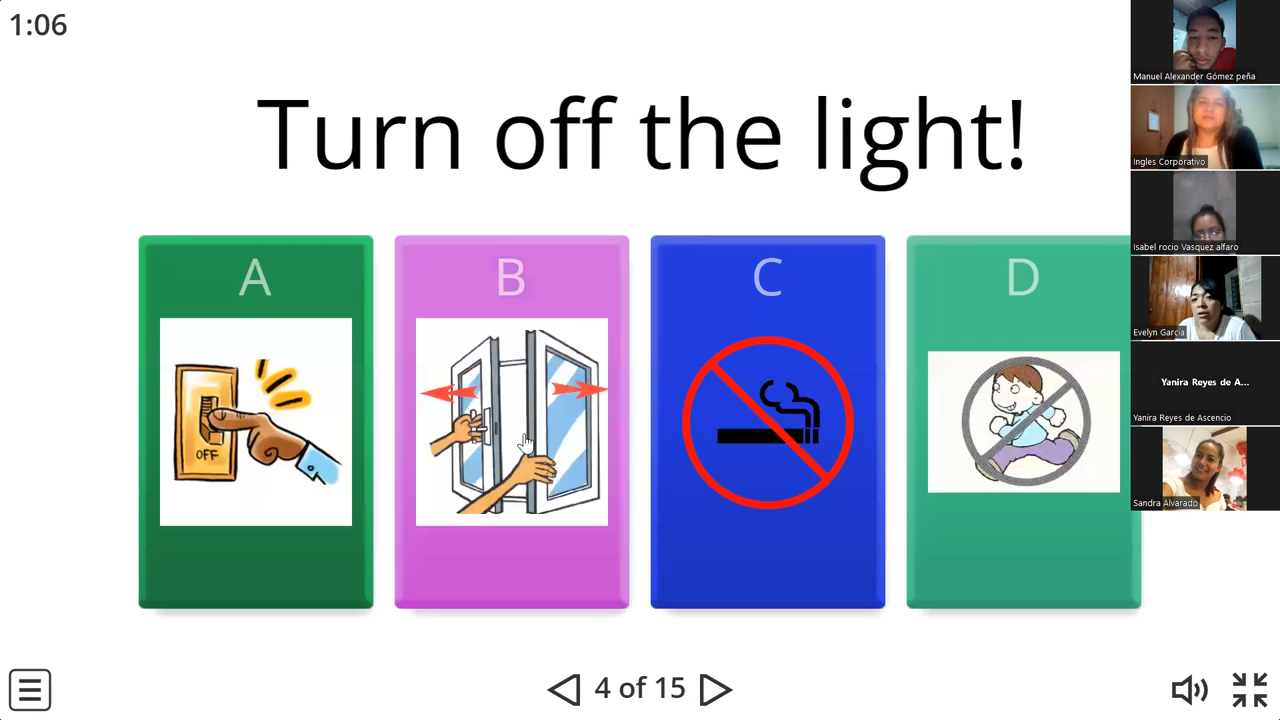 1:06
Turn off the light!
A
B
C
D
OFF
4 of 15
Manuel Alexander Gómez peña
Ingles Corporativo
Isabel rocio Vasquez alfaro
Evelyn Garcia
Yanira Reyes de A...
Yanira Reyes de Ascencio
Sandra Alvarado